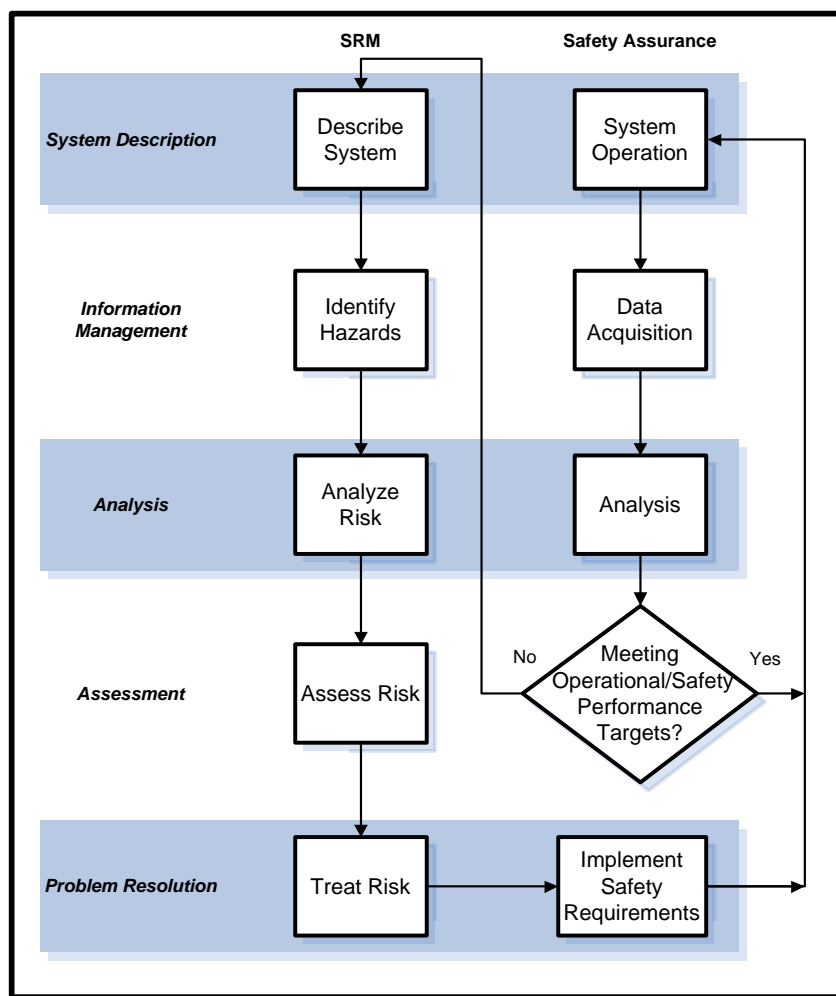 SRM
Safety Assurance
System Description
Describe
System
System
Operation
Information
Management
Identify
Hazards
Data
Acquisition
Analysis
Analyze
Risk
Analysis
Assessment
Assess Risk
No
Meeting
Operational/Safety
Performance
Targets?
Yes
Problem Resolution
Treat Risk
Implement
Safety
Requirements